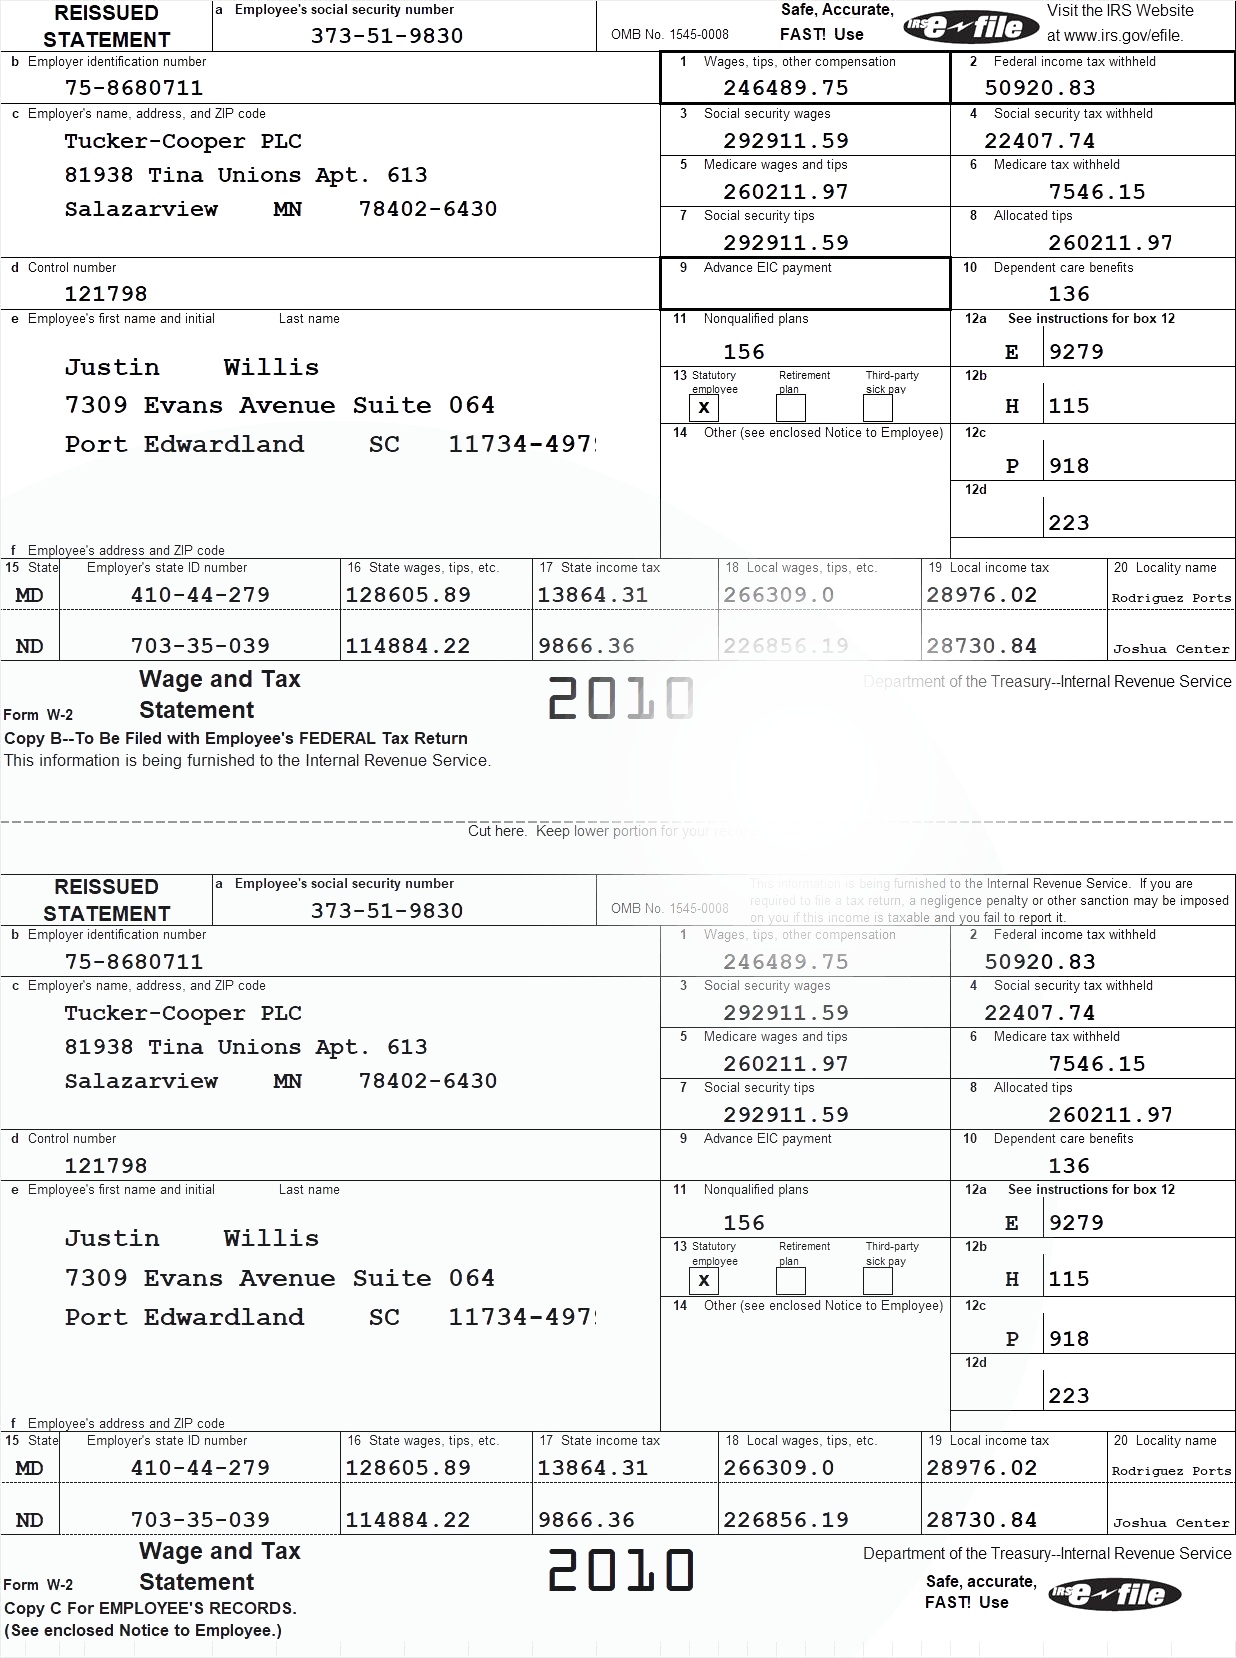 REISSUED STATEMENT
a Employee's social security number
373-51-9830
OMB No. 1545-0008
Safe, Accurate, FAST! Use
IRS e-file
Visit the IRS Website at www.irs.gov/efile.
b Employer identification number
75-8680711
1 Wages, tips, other compensation
246489.75
2 Federal income tax withheld
50920.83
c Employer's name, address, and ZIP code
Tucker-Cooper PLC
81938 Tina Unions Apt. 613
Salazarview MN 78402-6430
3 Social security wages
292911.59
4 Social security tax withheld
22407.74
5 Medicare wages and tips
260211.97
6 Medicare tax withheld
7546.15
7 Social security tips
292911.59
8 Allocated tips
260211.97
d Control number
121798
9 Advance EIC payment
10 Dependent care benefits
136
e Employee's first name and initial Last name
Justin Willis
7309 Evans Avenue Suite 064
Port Edwardland SC 11734-497
11 Nonqualified plans
156
12a See instructions for box 12
E 9279
13 Statutory employee Retirement plan Third-party sick pay
X
12b
H 115
14 Other (see enclosed Notice to Employee)
12c
P 918
12d
223
f Employee's address and ZIP code
15 State Employer's state ID number 16 State wages, tips, etc. 17 State income tax 18 Local wages, tips, etc. 19 Local income tax 20 Locality name
MD 410-44-279 128605.89 13864.31 266309.0 28976.02 Rodriguez Ports
ND 703-35-039 114884.22 9866.36 226856.19 28730.84 Joshua Center
Form W-2 Wage and Tax Statement
2010
Department of the Treasury--Internal Revenue Service
Copy B--To Be Filed with Employee's FEDERAL Tax Return
This information is being furnished to the Internal Revenue Service.
Cut here. Keep lower portion for your
REISSUED STATEMENT
a Employee's social security number
373-51-9830
OMB No. 1545-0008
This information is being furnished to the Internal Revenue Service. If you are
required to file a tax return, a negligence penalty or other sanction may be imposed
on you if this income is taxable and you fail to report it.
b Employer identification number
75-8680711
1 Wages, tips, other compensation
246489.75
2 Federal income tax withheld
50920.83
c Employer's name, address, and ZIP code
Tucker-Cooper PLC
81938 Tina Unions Apt. 613
Salazarview MN 78402-6430
3 Social security wages
292911.59
4 Social security tax withheld
22407.74
5 Medicare wages and tips
260211.97
6 Medicare tax withheld
7546.15
7 Social security tips
292911.59
8 Allocated tips
260211.97
d Control number
121798
9 Advance EIC payment
10 Dependent care benefits
136
e Employee's first name and initial Last name
Justin Willis
7309 Evans Avenue Suite 064
Port Edwardland SC 11734-497
11 Nonqualified plans
156
12a See instructions for box 12
E 9279
13 Statutory employee Retirement plan Third-party sick pay
X
12b
H 115
14 Other (see enclosed Notice to Employee)
12c
P 918
12d
223
f Employee's address and ZIP code
15 State Employer's state ID number 16 State wages, tips, etc. 17 State income tax 18 Local wages, tips, etc. 19 Local income tax 20 Locality name
MD 410-44-279 128605.89 13864.31 266309.0 28976.02 Rodriguez Ports
ND 703-35-039 114884.22 9866.36 226856.19 28730.84 Joshua Center
Form W-2 Wage and Tax Statement
2010
Department of the Treasury--Internal Revenue Service
Safe, accurate, FAST! Use
IRS e-file
Copy C For EMPLOYEE'S RECORDS.
(See enclosed Notice to Employee.)